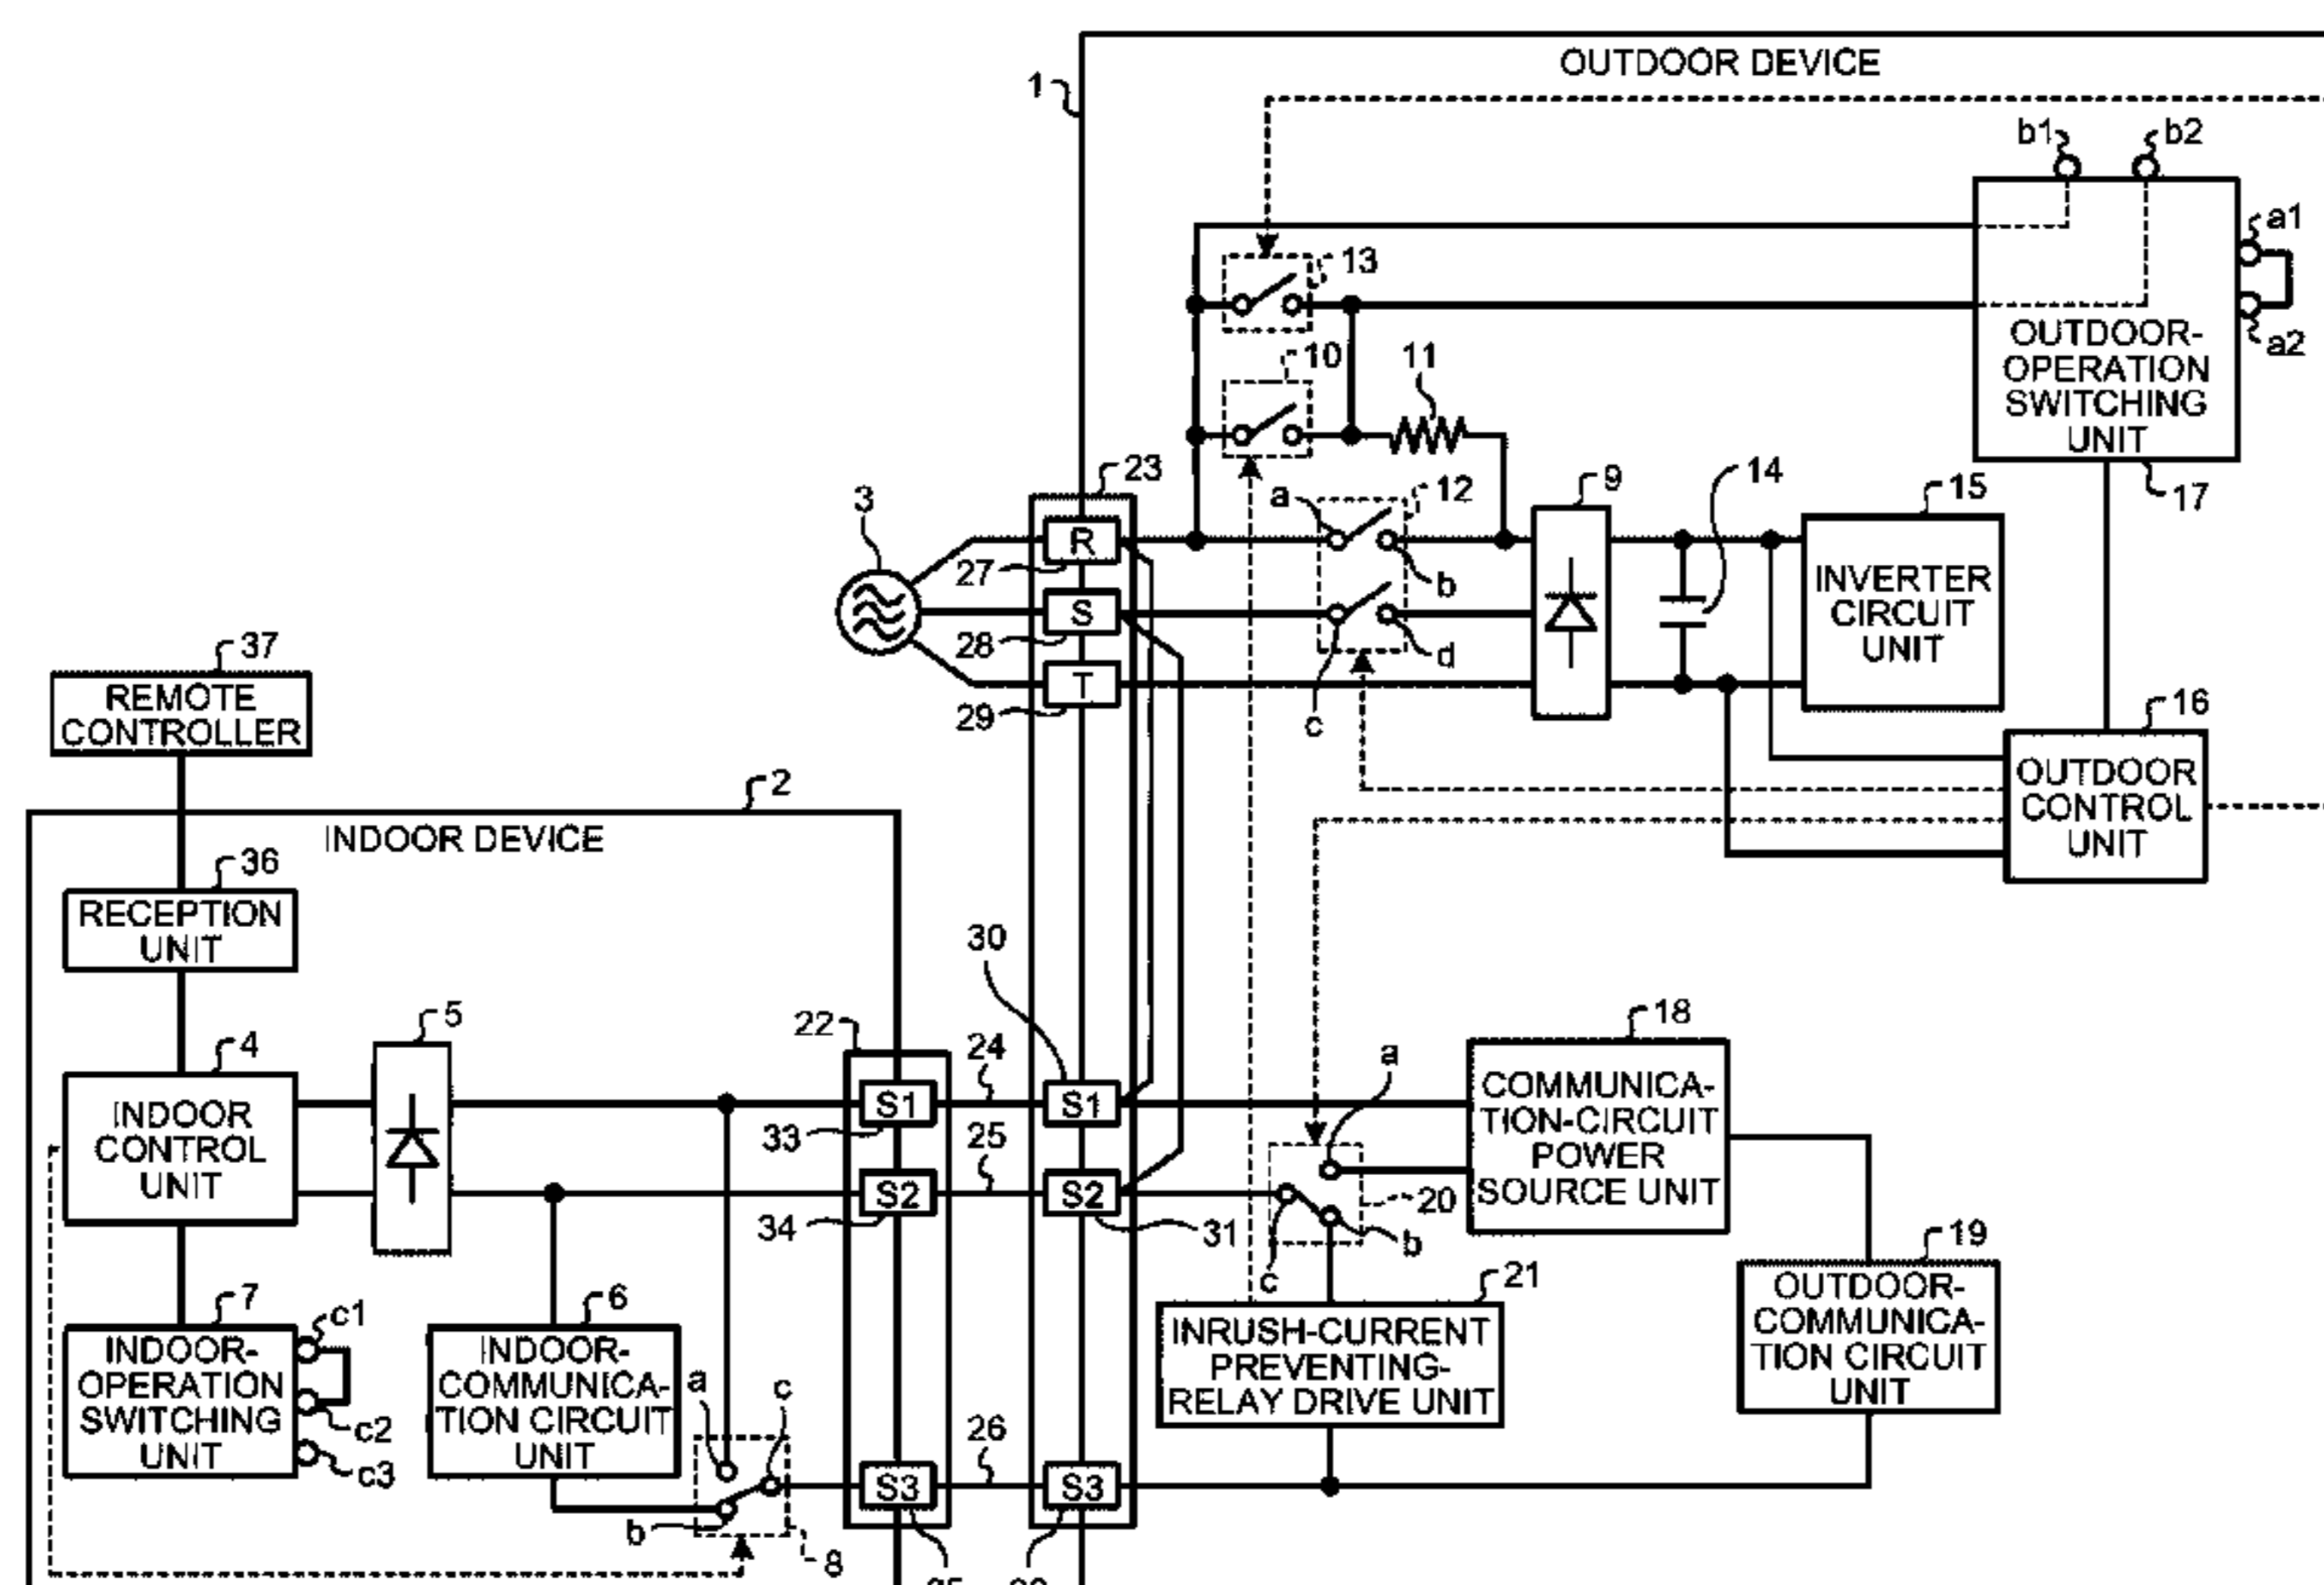 OUTDOOR DEVICE
1
b1
b2
a1
a2
13
10
11
OUTDOOR-
OPERATION
SWITCHING
UNIT
17
23
3
R
27
S
28
T
29
a
12
b
c
d
9
14
15
INVERTER
CIRCUIT
UNIT
16
OUTDOOR
CONTROL
UNIT
37
REMOTE
CONTROLLER
2
INDOOR DEVICE
36
RECEPTION
UNIT
4
INDOOR
CONTROL
UNIT
5
22
S1
33
S2
34
S3
24
25
26
30
S1
S2
31
S3
18
COMMUNICA-
TION-CIRCUIT
POWER
SOURCE UNIT
a
20
b
c
21
INRUSH-CURRENT
PREVENTING-
RELAY DRIVE UNIT
19
OUTDOOR-
COMMUNICA-
TION CIRCUIT
UNIT
7
INDOOR-
OPERATION
SWITCHING
UNIT
c1
c2
c3
6
INDOOR-
COMMUNICA-
TION CIRCUIT
UNIT
a
c
b
8